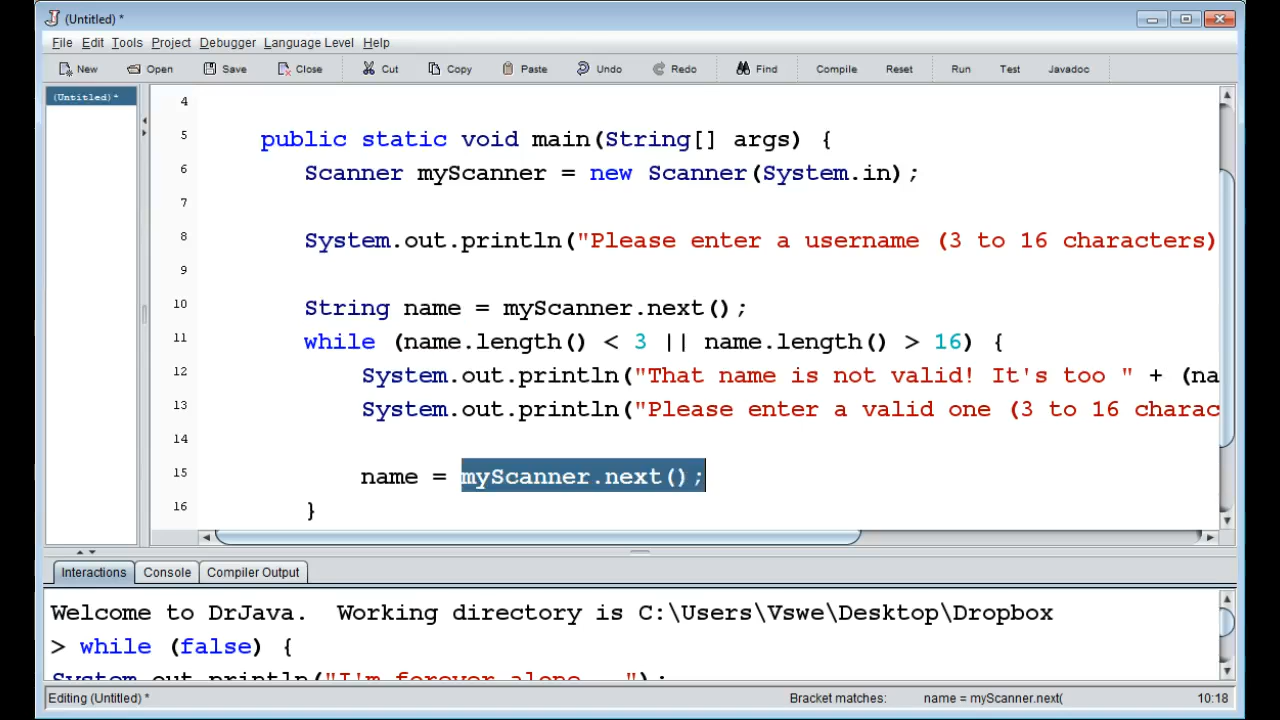 (Untitled) *
File Edit Tools Project Debugger Language Level Help
New Open Save Close Cut Copy Paste Undo Redo Find Compile Reset Run Test Javadoc
(Untitled) *
4
5 public static void main(String[] args) {
6 Scanner myScanner = new Scanner(System.in);
7
8 System.out.println("Please enter a username (3 to 16 characters)
9
10 String name = myScanner.next();
11 while (name.length() < 3 || name.length() > 16) {
12 System.out.println("That name is not valid! It's too " + (na
13 System.out.println("Please enter a valid one (3 to 16 charac
14
15 name = myScanner.next();
16 }
Interactions Console Compiler Output
Welcome to DrJava. Working directory is C:\Users\Vswe\Desktop\Dropbox
> while (false) {
System.out.println("I'm forever alone...");
Editing (Untitled) * Bracket matches: name = myScanner.next( 10:18